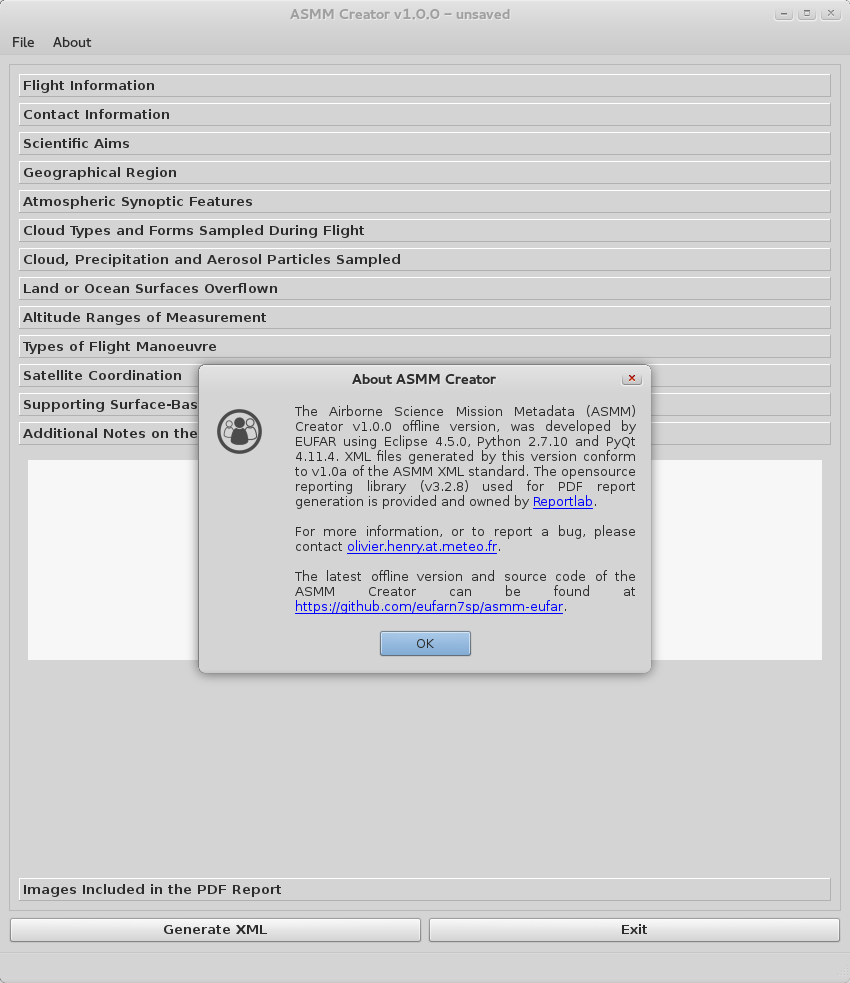 ASMM Creator v1.0.0 - unsaved
File About
Flight Information
Contact Information
Scientific Aims
Geographical Region
Atmospheric Synoptic Features
Cloud Types and Forms Sampled During Flight
Cloud, Precipitation and Aerosol Particles Sampled
Land or Ocean Surfaces Overflown
Altitude Ranges of Measurement
Types of Flight Manoeuvre
Satellite Coordination
Supporting Surface-Bas
Additional Notes on the
About ASMM Creator
The Airborne Science Mission Metadata (ASMM)
Creator v1.0.0 offline version, was developed by
EUFAR using Eclipse 4.5.0, Python 2.7.10 and PyQt
4.11.4. XML files generated by this version conform
to v1.0a of the ASMM XML standard. The opensource
reporting library (v3.2.8) used for PDF report
generation is provided and owned by Reportlab.
For more information, or to report a bug, please
contact olivier.henry.at.meteo.fr.
The latest offline version and source code of the
ASMM Creator can be found at
https://github.com/eufarn7sp/asmm-eufar.
OK
Images Included in the PDF Report
Generate XML Exit